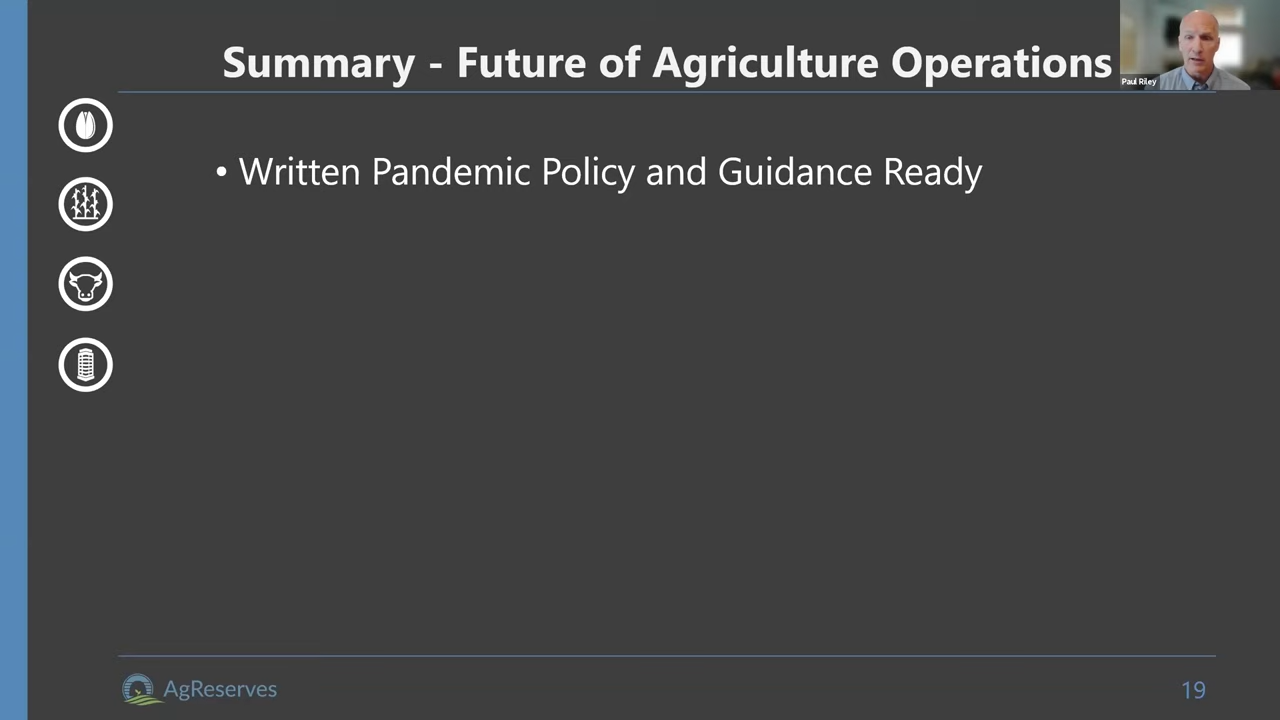 Summary - Future of Agriculture Operations
Paul Riley
• Written Pandemic Policy and Guidance Ready
AgReserves
19